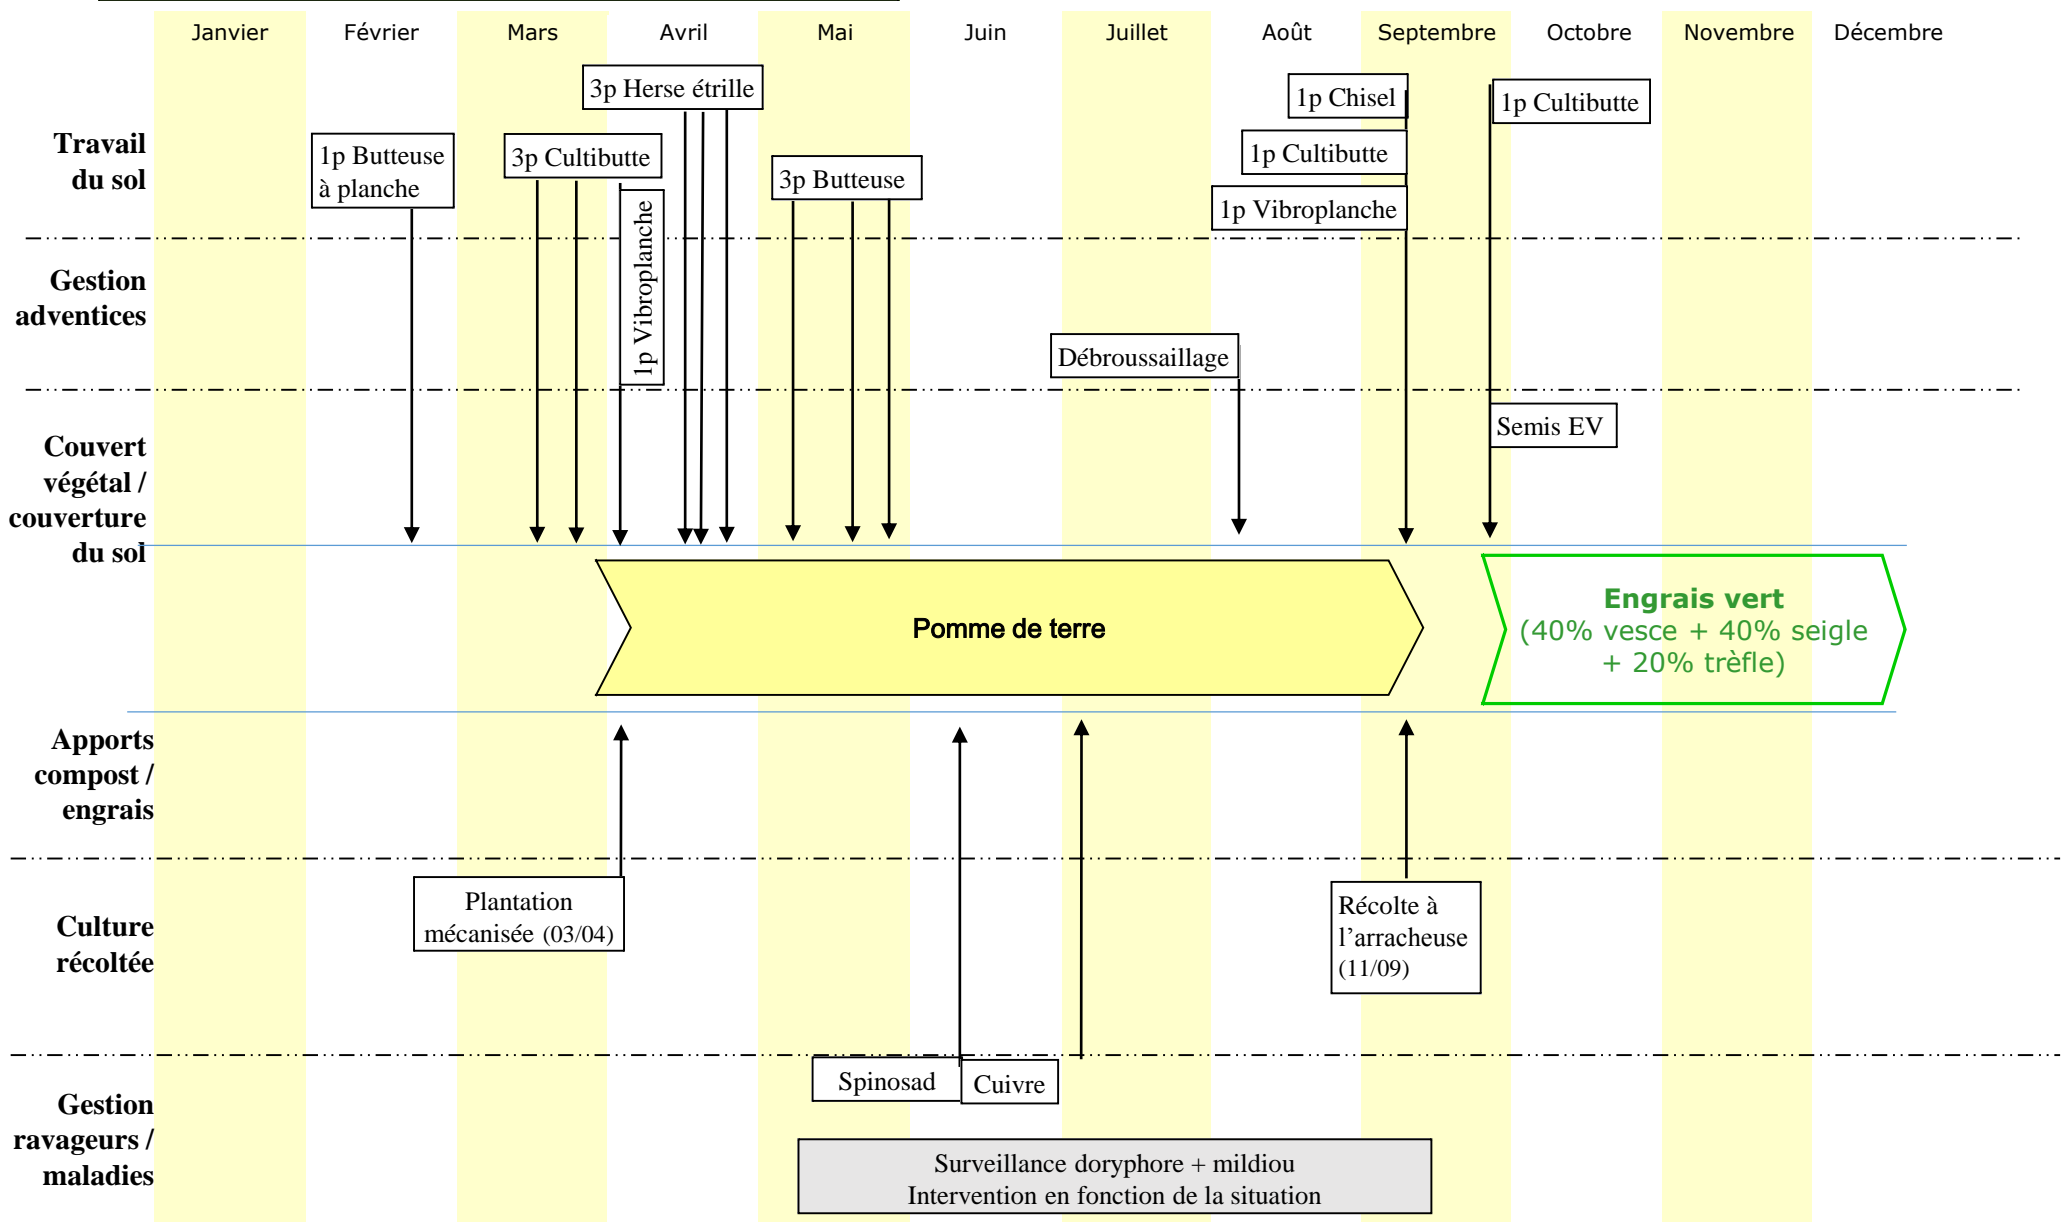 Janvier
Février
Mars
Avril
Mai
Juin
Juillet
Août
Septembre
Octobre
Novembre
Décembre
Travail
du sol
1p Butteuse
à planche
3p Cultibutte
3p Herse étrille
1p Vibroplanche
3p Butteuse
1p Chisel
1p Cultibutte
1p Vibroplanche
1p Cultibutte
Gestion
adventices
Débroussaillage
Couvert
végétal /
couverture
du sol
Semis EV
Pomme de terre
Engrais vert
(40% vesce + 40% seigle
+ 20% trèfle)
Apports
compost /
engrais
Culture
récoltée
Plantation
mécanisée (03/04)
Récolte à
l’arracheuse
(11/09)
Gestion
ravageurs /
maladies
Spinosad
Cuivre
Surveillance doryphore + mildiou
Intervention en fonction de la situation